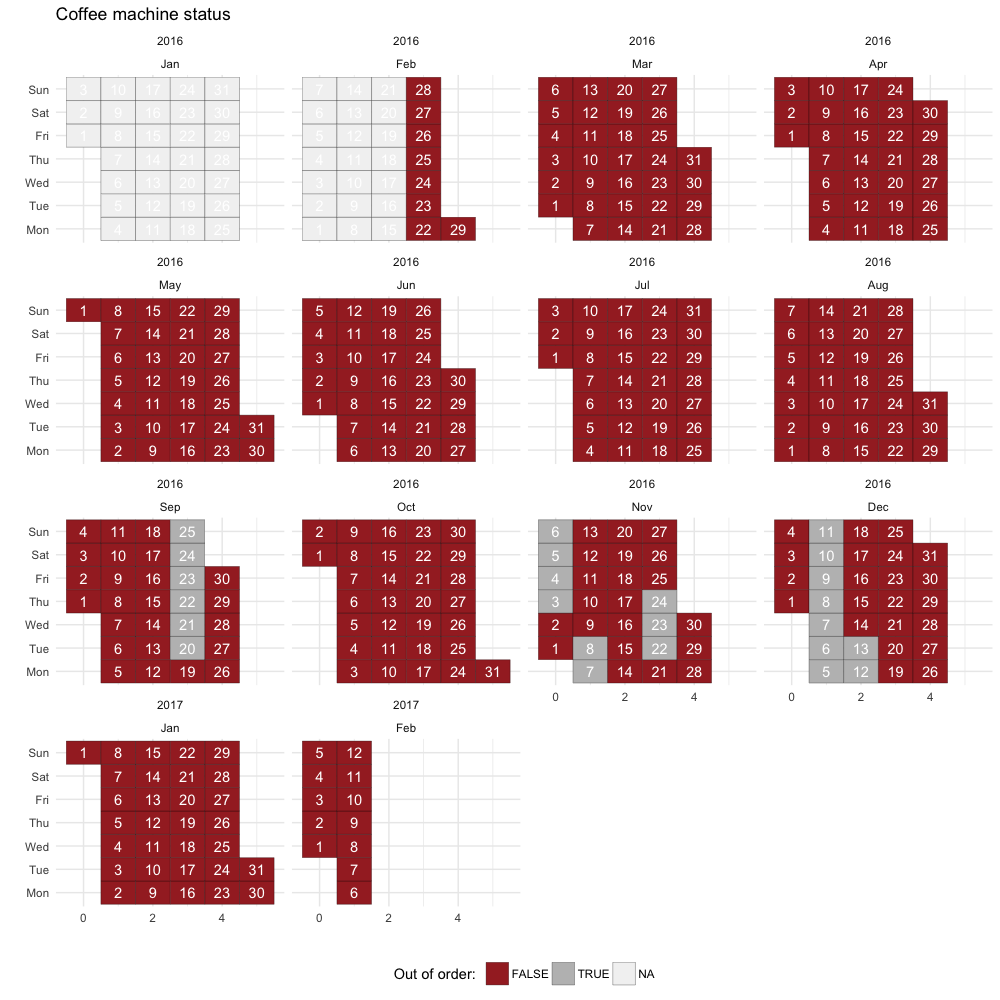 Coffee machine status
2016 2016 2016 2016
Jan Feb Mar Apr
Sun 3 10 17 24 31 7 14 21 28 6 13 20 27 3 10 17 24
Sat 2 9 16 23 30 6 13 20 27 5 12 19 26 2 9 16 23 30
Fri 1 8 15 22 29 5 12 19 26 4 11 18 25 1 8 15 22 29
Thu 7 14 21 28 4 11 18 25 3 10 17 24 31 7 14 21 28
Wed 6 13 20 27 3 10 17 24 2 9 16 23 30 6 13 20 27
Tue 5 12 19 26 2 9 16 23 1 8 15 22 29 5 12 19 26
Mon 4 11 18 25 1 8 15 22 29 7 14 21 28 4 11 18 25
2016 2016 2016 2016
May Jun Jul Aug
Sun 1 8 15 22 29 5 12 19 26 3 10 17 24 31 7 14 21 28
Sat 7 14 21 28 4 11 18 25 2 9 16 23 30 6 13 20 27
Fri 6 13 20 27 3 10 17 24 1 8 15 22 29 5 12 19 26
Thu 5 12 19 26 2 9 16 23 30 7 14 21 28 4 11 18 25
Wed 4 11 18 25 1 8 15 22 29 6 13 20 27 3 10 17 24 31
Tue 3 10 17 24 31 7 14 21 28 5 12 19 26 2 9 16 23 30
Mon 2 9 16 23 30 6 13 20 27 4 11 18 25 1 8 15 22 29
2016 2016 2016 2016
Sep Oct Nov Dec
Sun 4 11 18 25 2 9 16 23 30 6 13 20 27 4 11 18 25
Sat 3 10 17 24 1 8 15 22 29 5 12 19 26 3 10 17 24 31
Fri 2 9 16 23 30 7 14 21 28 4 11 18 25 2 9 16 23 30
Thu 1 8 15 22 29 6 13 20 27 3 10 17 24 1 8 15 22 29
Wed 7 14 21 28 5 12 19 26 2 9 16 23 30 7 14 21 28
Tue 6 13 20 27 4 11 18 25 1 8 15 22 29 6 13 20 27
Mon 5 12 19 26 3 10 17 24 31 7 14 21 28 5 12 19 26
0 2 4 0 2 4
2017 2017
Jan Feb
Sun 1 8 15 22 29 5 12
Sat 7 14 21 28 4 11
Fri 6 13 20 27 3 10
Thu 5 12 19 26 2 9
Wed 4 11 18 25 1 8
Tue 3 10 17 24 31 7
Mon 2 9 16 23 30 6
0 2 4 0 2 4
Out of order: FALSE TRUE NA